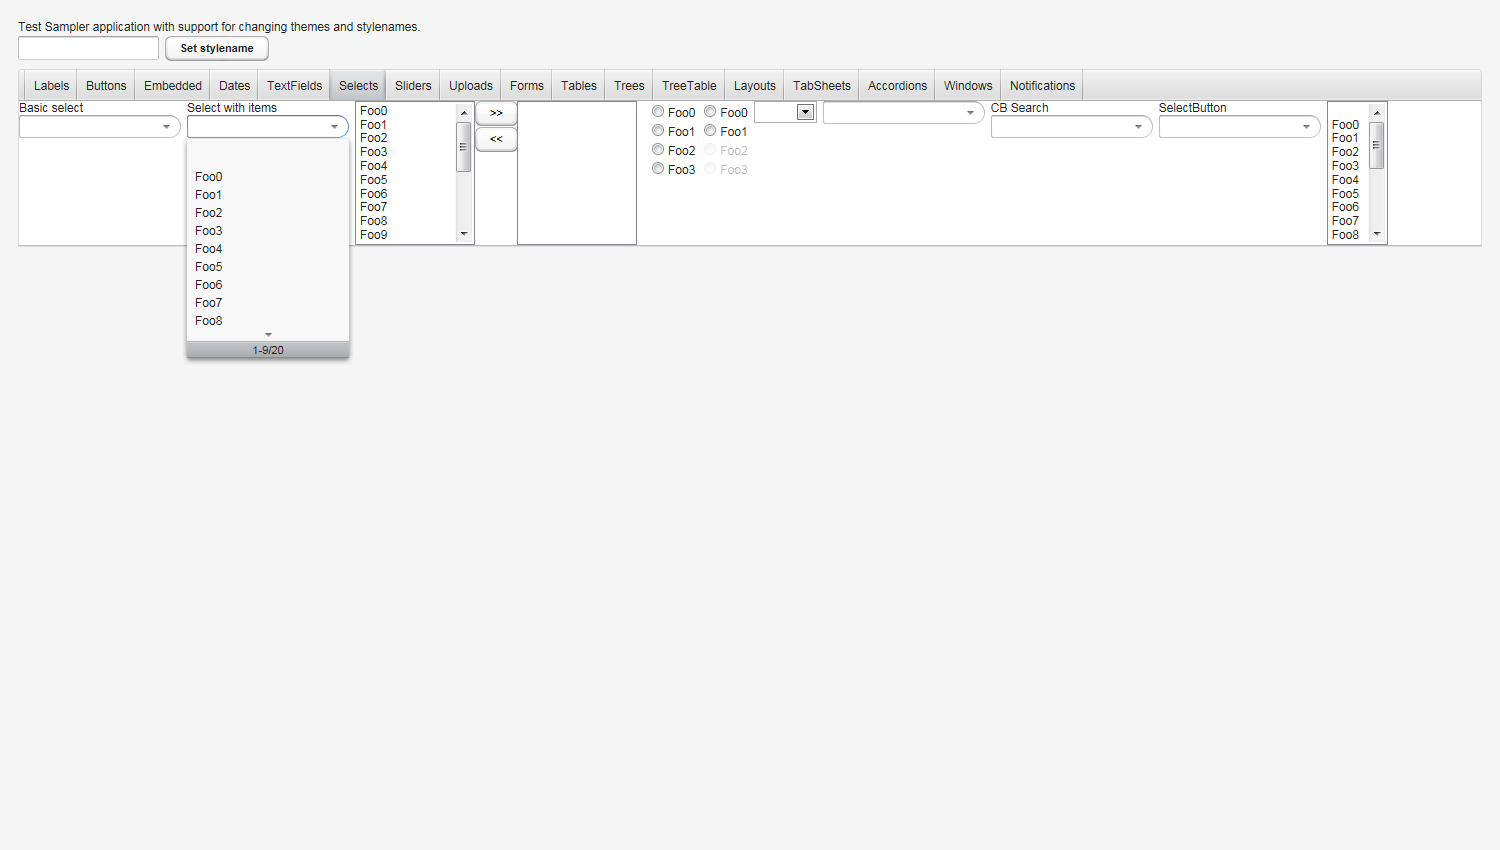 Test Sampler application with support for changing themes and stylenames.
Set stylename
Labels Buttons Embedded Dates TextFields Selects Sliders Uploads Forms Tables Trees TreeTable Layouts TabSheets Accordions Windows Notifications
Basic select
Select with items
Foo0
Foo1
Foo2
Foo3
Foo4
Foo5
Foo6
Foo7
Foo8
1-9/20
Foo0
Foo1
Foo2
Foo3
Foo4
Foo5
Foo6
Foo7
Foo8
Foo9
>>
<<
Foo0
Foo1
Foo2
Foo3
Foo0
Foo1
Foo2
Foo3
CB Search
SelectButton
Foo0
Foo1
Foo2
Foo3
Foo4
Foo5
Foo6
Foo7
Foo8